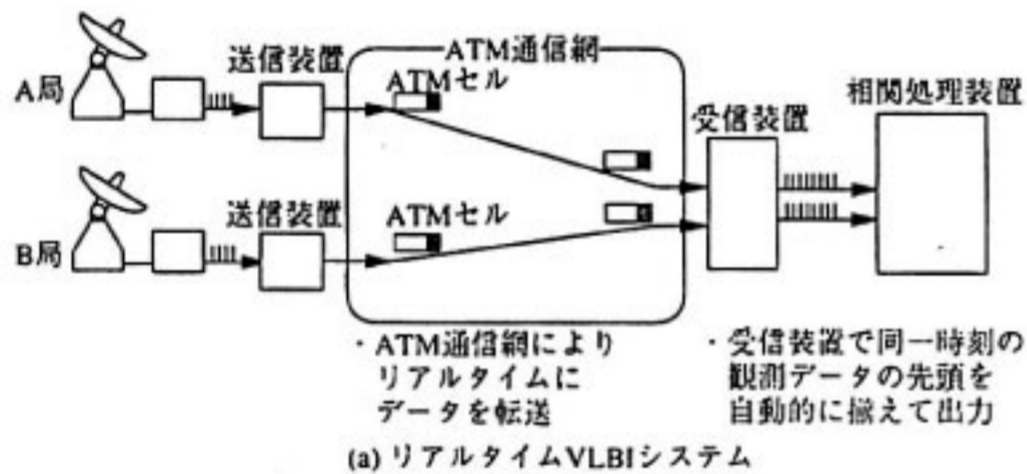 ATM通信網
送信装置
ATMセル
A局
受信装置
相関処理装置
送信装置
ATMセル
B局
・ATM通信網により
リアルタイムに
データを転送
・受信装置で同一時刻の
観測データの先頭を
自動的に揃えて出力
(a) リアルタイムVLBIシステム